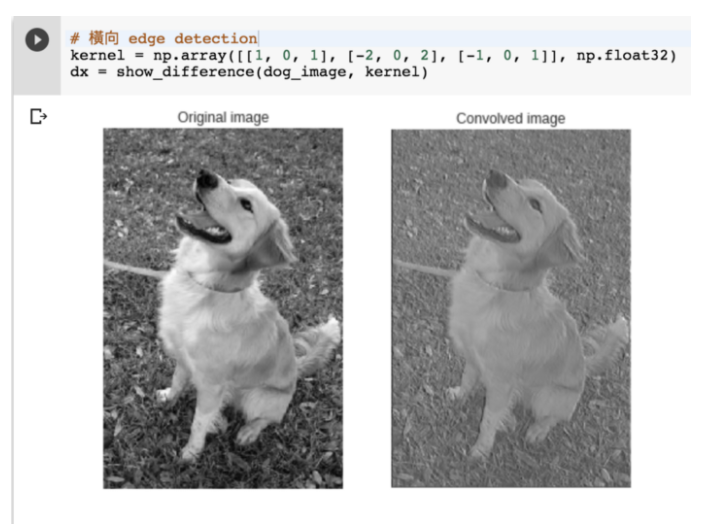 # 橫向 edge detection
kernel = np.array([[1, 0, 1], [-2, 0, 2], [-1, 0, 1]], np.float32)
dx = show_difference(dog_image, kernel)
Original image
Convolved image